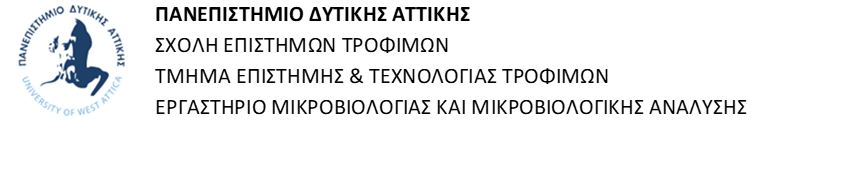 ΠΑΝΕΠΙΣΤΗΜΙΟ ΔΥΤΙΚΗΣ ΑΤΤΙΚΗΣ
ΣΧΟΛΗ ΕΠΙΣΤΗΜΩΝ ΤΡΟΦΙΜΩΝ
ΤΜΗΜΑ ΕΠΙΣΤΗΜΗΣ & ΤΕΧΝΟΛΟΓΙΑΣ ΤΡΟΦΙΜΩΝ
ΕΡΓΑΣΤΗΡΙΟ ΜΙΚΡΟΒΙΟΛΟΓΙΑΣ ΚΑΙ ΜΙΚΡΟΒΙΟΛΟΓΙΚΗΣ ΑΝΑΛΥΣΗΣ
ΠΑΝΕΠΙΣΤΗΜΙΟ ΔΥΤΙΚΗΣ ΑΤΤΙΚΗΣ
UNIVERSITY OF WEST ATTICA